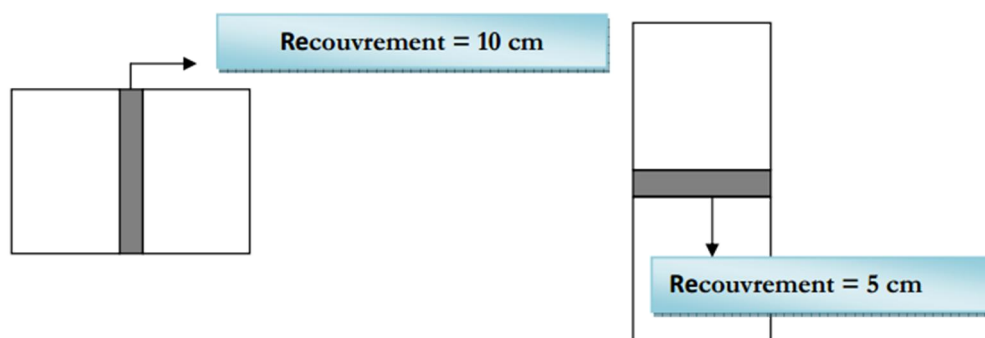 Recouvrement = 10 cm
Recouvrement = 5 cm